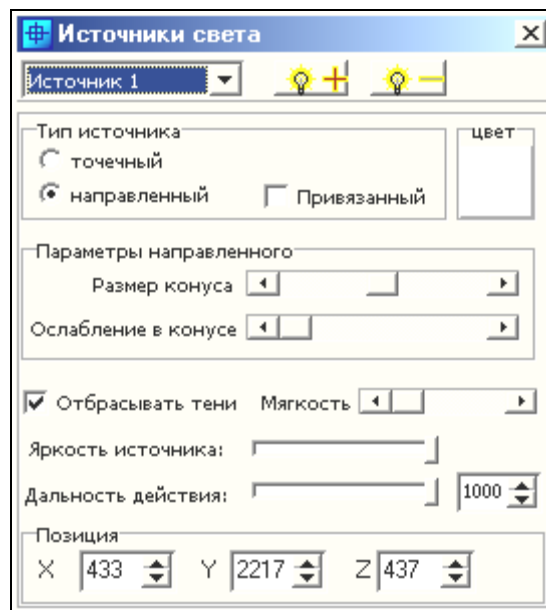 Источники света
Источник 1
Тип источника
цвет
точечный
направленный
Привязанный
Параметры направленного
Размер конуса
Ослабление в конусе
Отбрасывать тени Мягкость
Яркость источника:
Дальность действия: 1000
Позиция
X 433 Y 2217 Z 437